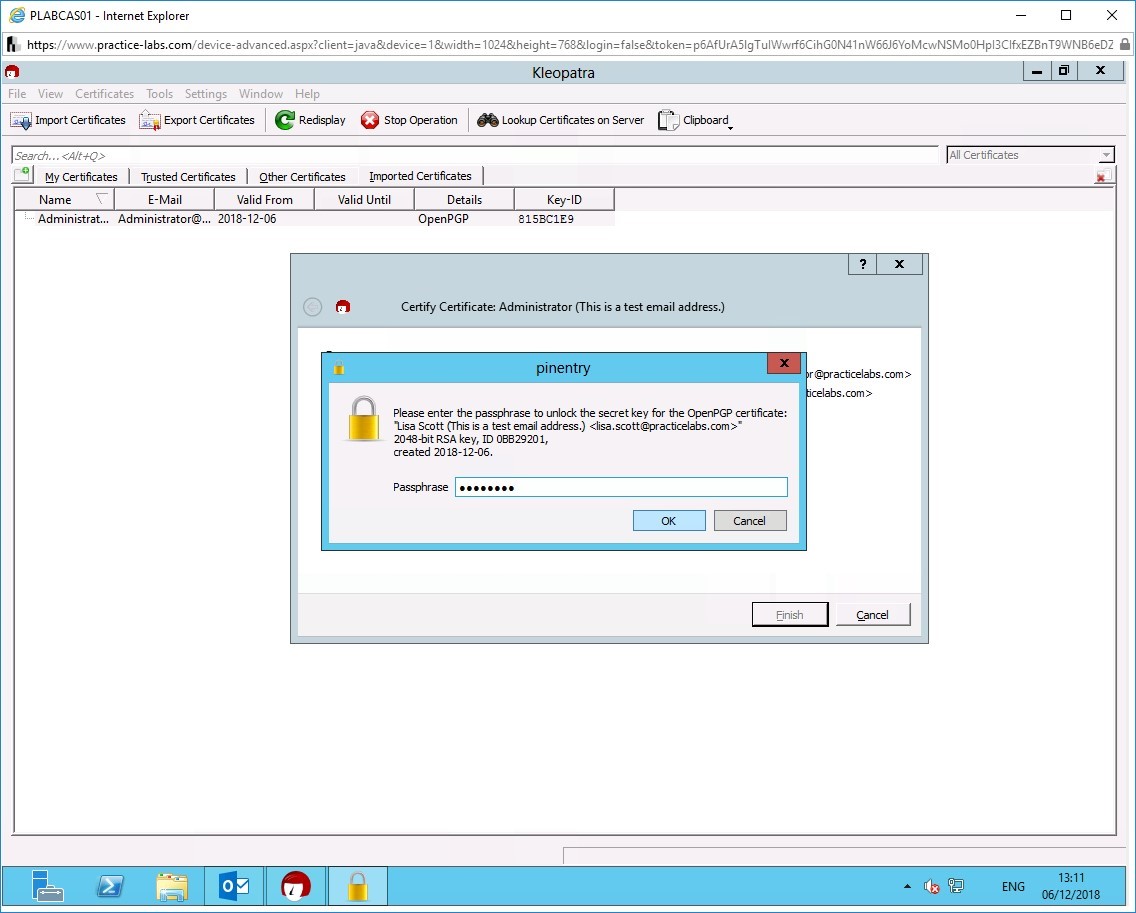 PLABCAS01 - Internet Explorer
https://www.practice-labs.com/device-advanced.aspx?client=java&device=1&width=1024&height=768&login=false&token=
Kleopatra
File View Certificates Tools Settings Window Help
Import Certificates Export Certificates Redisplay Stop Operation Lookup Certificates on Server Clipboard
Search...<Alt+Q> All Certificates
My Certificates Trusted Certificates Other Certificates Imported Certificates
Name E-Mail Valid From Valid Until Details Key-ID
Administrat... Administrator@... 2018-12-06 OpenPGP 815BC1E9
? x
Certify Certificate: Administrator (This is a test email address.)
pinentry x
or@practicelabs.com>
ticelabs.com>
Please enter the passphrase to unlock the secret key for the OpenPGP certificate:
"Lisa Scott (This is a test email address.) <lisa.scott@practicelabs.com>"
2048-bit RSA key, ID 0BB29201,
created 2018-12-06.
Passphrase ●●●●●●●●
OK Cancel
Finish Cancel
ENG 13:11
06/12/2018